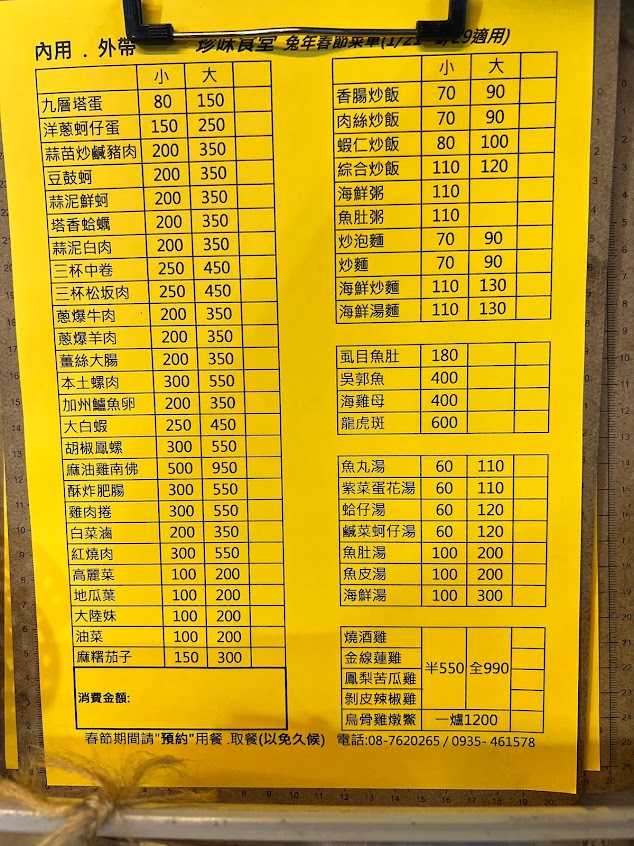 內用 . 外帶
珍味食堂 兔年春節菜單(1/21-1/29適用)
小 大
九層塔蛋 80 150
洋蔥蚵仔蛋 150 250
蒜苗炒鹹豬肉 200 350
豆鼓蚵 200 350
蒜泥鮮蚵 200 350
塔香蛤蠣 200 350
蒜泥白肉 200 350
三杯中卷 250 450
三杯松坂肉 250 450
蔥爆牛肉 200 350
蔥爆羊肉 200 350
薑絲大腸 200 350
本土螺肉 300 550
加州鱸魚卵 200 350
大白蝦 250 450
胡椒鳳螺 300 550
麻油雞南佛 500 950
酥炸肥腸 300 550
雞肉捲 300 550
白菜滷 200 350
紅燒肉 300 550
高麗菜 100 200
地瓜葉 100 200
大陸妹 100 200
油菜 100 200
麻糬茄子 150 300
消費金額:
小 大
香腸炒飯 70 90
肉絲炒飯 70 90
蝦仁炒飯 80 100
綜合炒飯 110 120
海鮮粥 110
魚肚粥 110
炒泡麵 70 90
炒麵 70 90
海鮮炒麵 110 130
海鮮湯麵 110 130
虱目魚肚 180
吳郭魚 400
海雞母 400
龍虎斑 600
魚丸湯 60 110
紫菜蛋花湯 60 110
蛤仔湯 60 120
鹹菜蚵仔湯 60 120
魚肚湯 100 200
魚皮湯 100 200
海鮮湯 100 300
燒酒雞
金線蓮雞
鳳梨苦瓜雞
剝皮辣椒雞
半550 全990
烏骨雞燉鱉 一爐1200
春節期間請"預約"用餐 .取餐(以免久候) 電話:08-7620265 / 0935- 461578